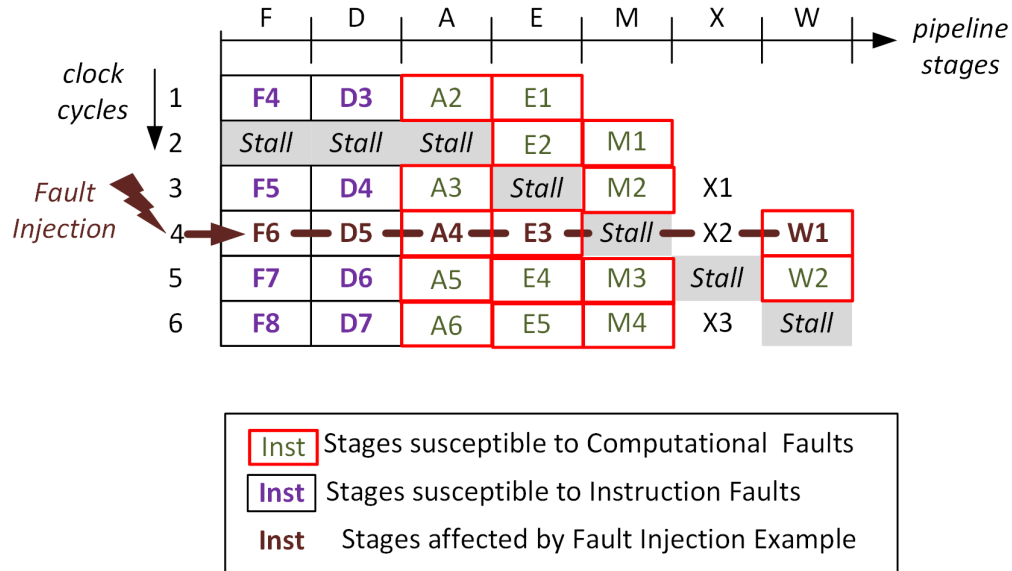 F D A E M X W
pipeline
stages
clock
cycles
1 F4 D3 A2 E1
2 Stall Stall Stall E2 M1
3 F5 D4 A3 Stall M2 X1
Fault
Injection
4 F6 D5 A4 E3 Stall X2 W1
5 F7 D6 A5 E4 M3 Stall W2
6 F8 D7 A6 E5 M4 X3 Stall
Inst Stages susceptible to Computational Faults
Inst Stages susceptible to Instruction Faults
Inst Stages affected by Fault Injection Example